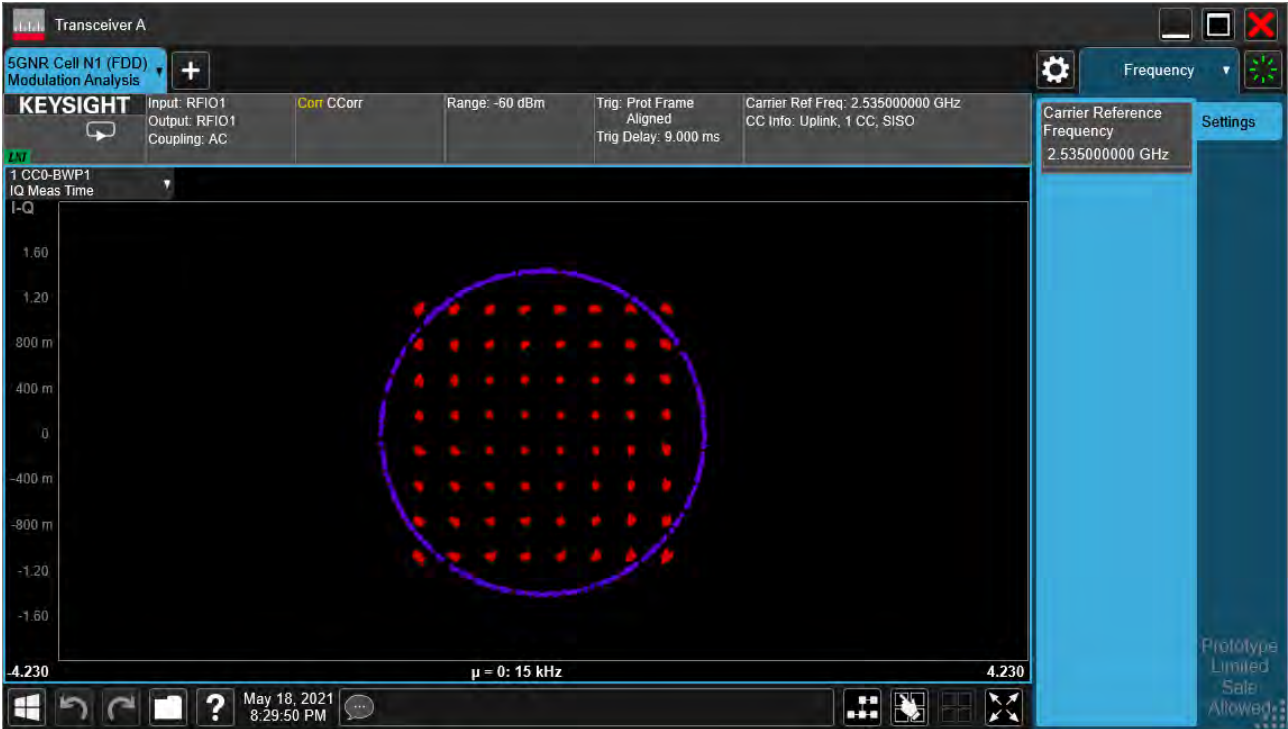 Transceiver A
5GNR Cell N1 (FDD)
Modulation Analysis
+
Frequency
KEYSIGHT
LXI
Input: RFIO1
Output: RFIO1
Coupling: AC
Corr CCorr
Range: -60 dBm
Trig: Prot Frame
Aligned
Trig Delay: 9.000 ms
Carrier Ref Freq: 2.535000000 GHz
CC Info: Uplink, 1 CC, SISO
Carrier Reference
Frequency
2.535000000 GHz
Settings
1 CC0-BWP1
IQ Meas Time
I-Q
1.60
1.20
800 m
400 m
0
-400 m
-800 m
-1.20
-1.60
-4.230
µ = 0: 15 kHz
4.230
?
May 18, 2021
8:29:50 PM
Prototype
Limited
Sale
Allowed